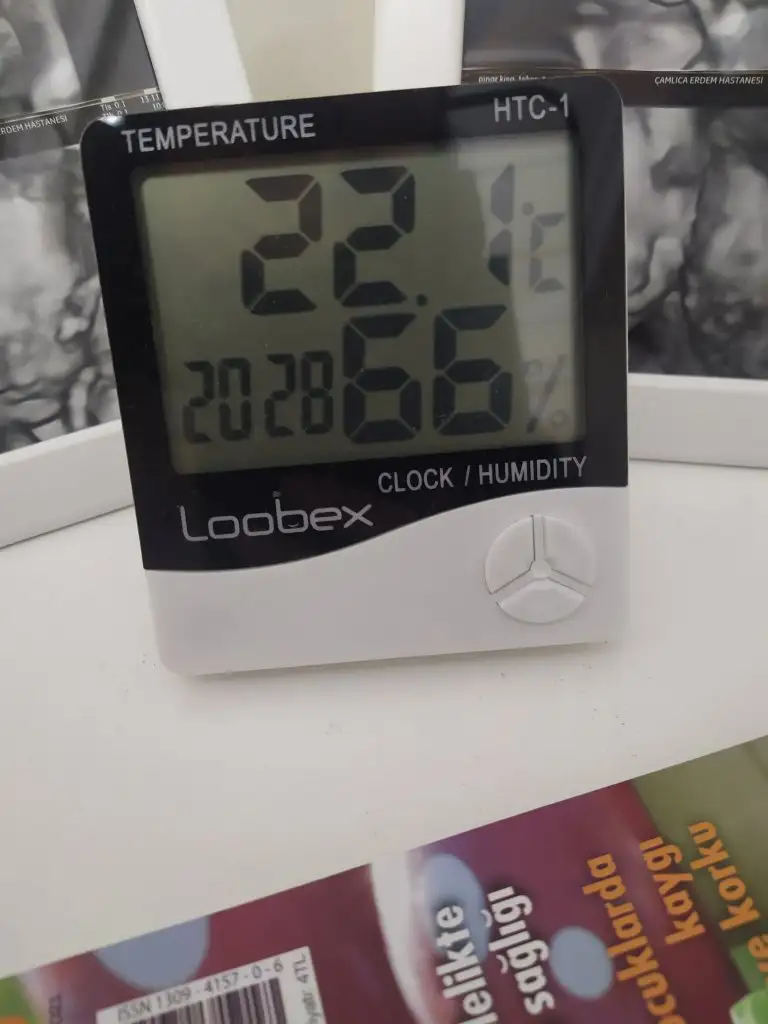 ÇAMLICA ERDEM HASTANESİ
ERDEM HASTANESİ
TEMPERATURE
HTC-1
22.1°C
20 28 66 %
CLOCK / HUMIDITY
Loobex
sağlığı
kaygı
korku
ISSN 1309-4157-0-6
4TL